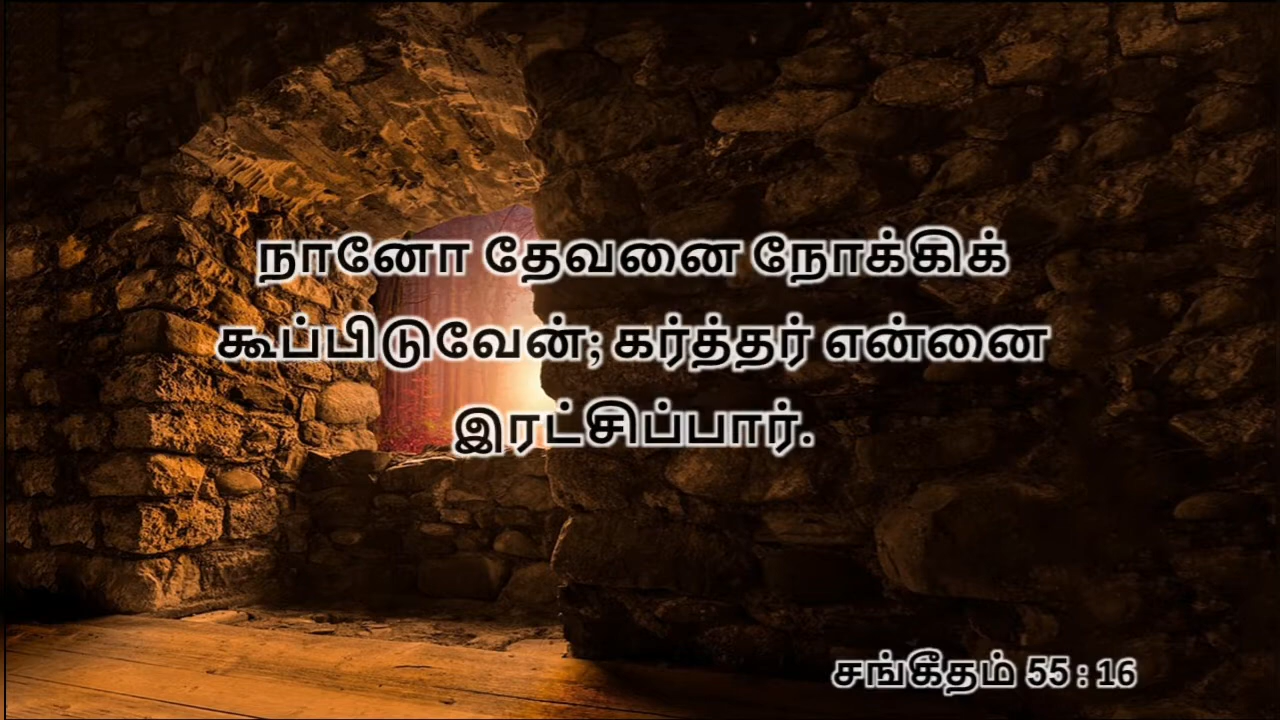 நானோ தேவனை நோக்கிக்
கூப்பிடுவேன்; கர்த்தர் என்னை
இரட்சிப்பார்.
சங்கீதம் 55 : 16